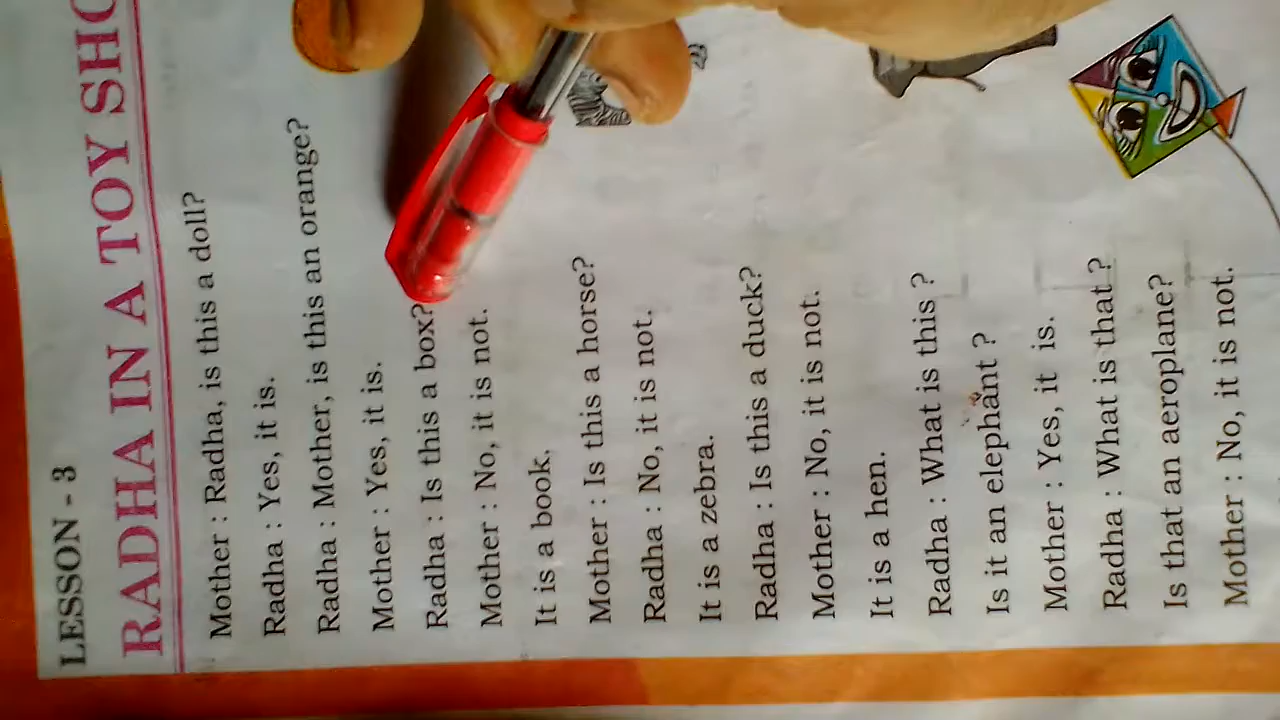 LESSON - 3
RADHA IN A TOY
Mother : Radha, is this a doll?
Radha : Yes, it is.
Radha : Mother, is this an orange?
Mother : Yes, it is.
Radha : Is this a box?
Mother : No, it is not.
It is a book.
Mother : Is this a horse?
Radha : No, it is not.
It is a zebra.
Radha : Is this a duck?
Mother : No, it is not.
It is a hen.
Radha : What is this ?
Is it an elephant ?
Mother : Yes, it is.
Radha : What is that ?
Is that an aeroplane?
Mother : No, it is not.